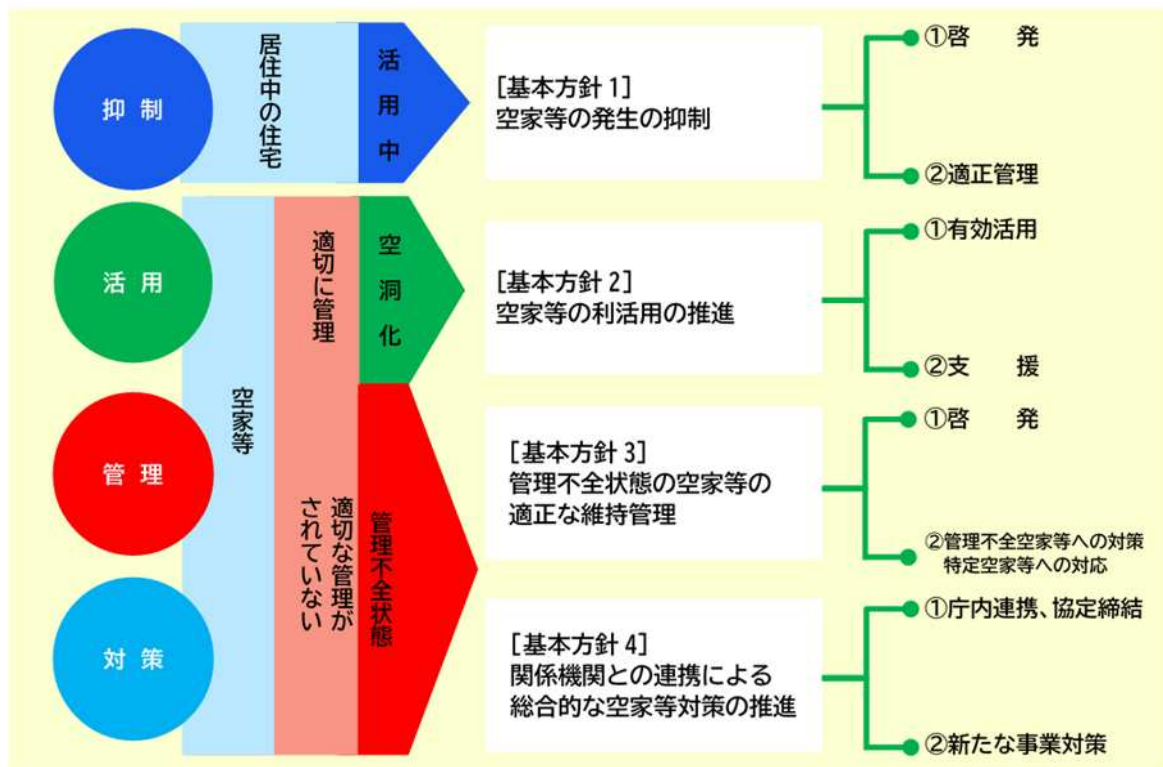 抑 制
居住中の住宅
活 用 中
[基本方針1]
空家等の発生の抑制
①啓 発
②適正管理
活 用
管 理
対 策
空家等
適切に管理
適切な管理が
されていない
空 洞 化
管理不全状態
[基本方針2]
空家等の利活用の推進
①有効活用
②支 援
[基本方針3]
管理不全状態の空家等の
適正な維持管理
①啓 発
②管理不全空家等への対策
特定空家等への対応
[基本方針4]
関係機関との連携による
総合的な空家等対策の推進
①庁内連携、協定締結
②新たな事業対策